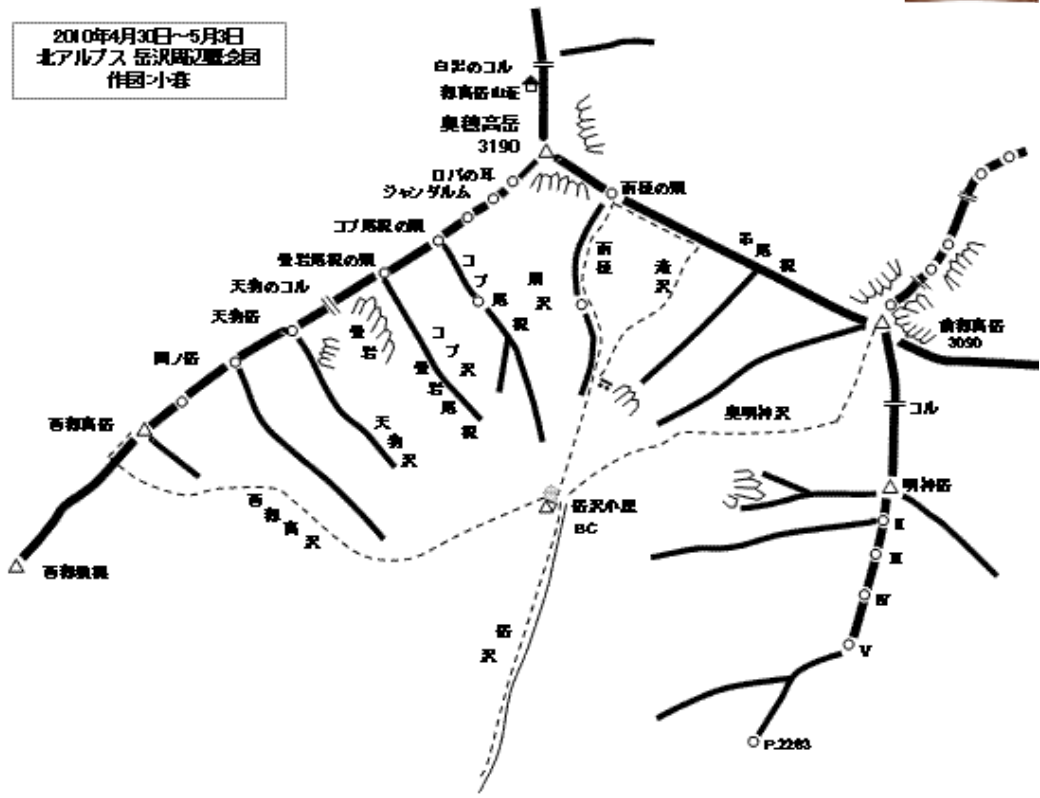 2010年4月30日~5月3日
北アルプス 岳沢周辺概念図
作図:小暮
白出のコル
穂高岳山荘
奥穂高岳
3190
ロバの耳
ジャンダルム
コブ尾根の頭
畳岩尾根の頭
天狗のコル
天狗岳
間ノ岳
西穂高岳
西穂独標
南稜の頭
吊尾根
前穂高岳
3090
コル
明神岳
Ⅱ
Ⅲ
Ⅳ
Ⅴ
P.2263
コブ尾根
扇沢
南稜
滝沢
畳岩
コブ沢
畳岩尾根
天狗沢
西穂高沢
奥明神沢
岳沢小屋
BC
岳沢